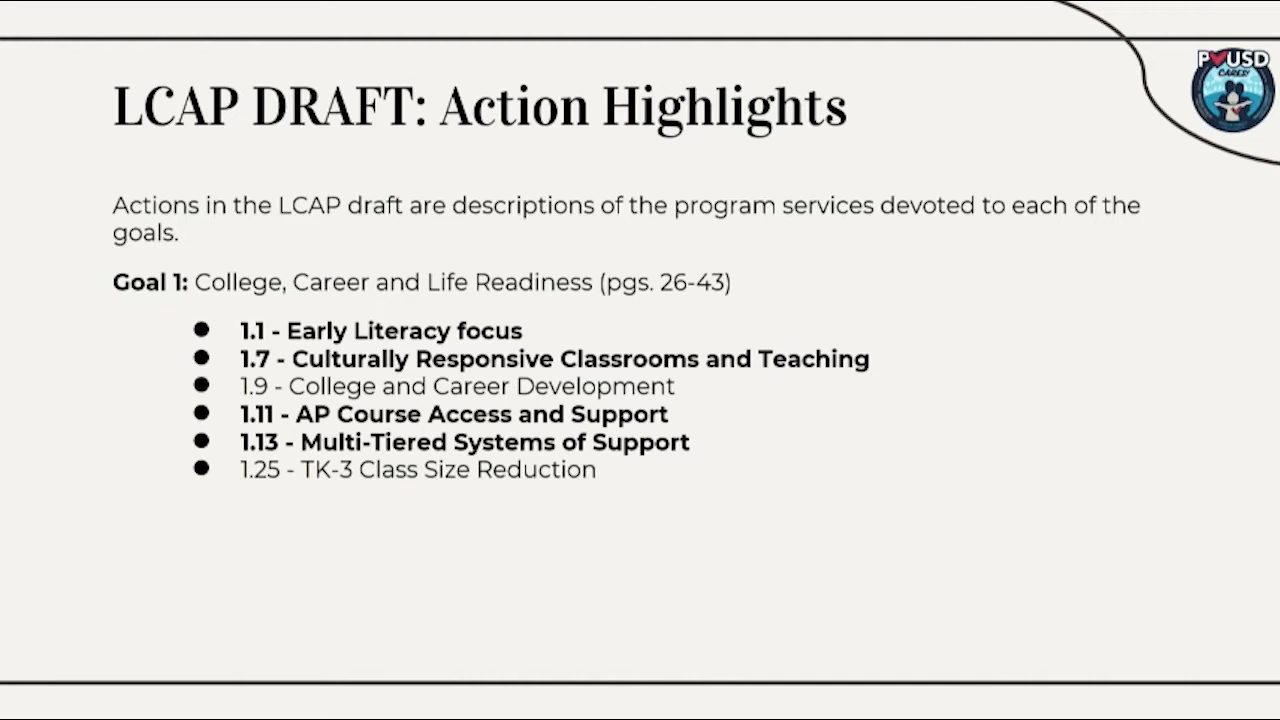 PVUSD
CARES!
LCAP DRAFT: Action Highlights
Actions in the LCAP draft are descriptions of the program services devoted to each of the
goals.
Goal 1: College, Career and Life Readiness (pgs. 26-43)
● 1.1 - Early Literacy focus
● 1.7 - Culturally Responsive Classrooms and Teaching
● 1.9 - College and Career Development
● 1.11 - AP Course Access and Support
● 1.13 - Multi-Tiered Systems of Support
● 1.25 - TK-3 Class Size Reduction